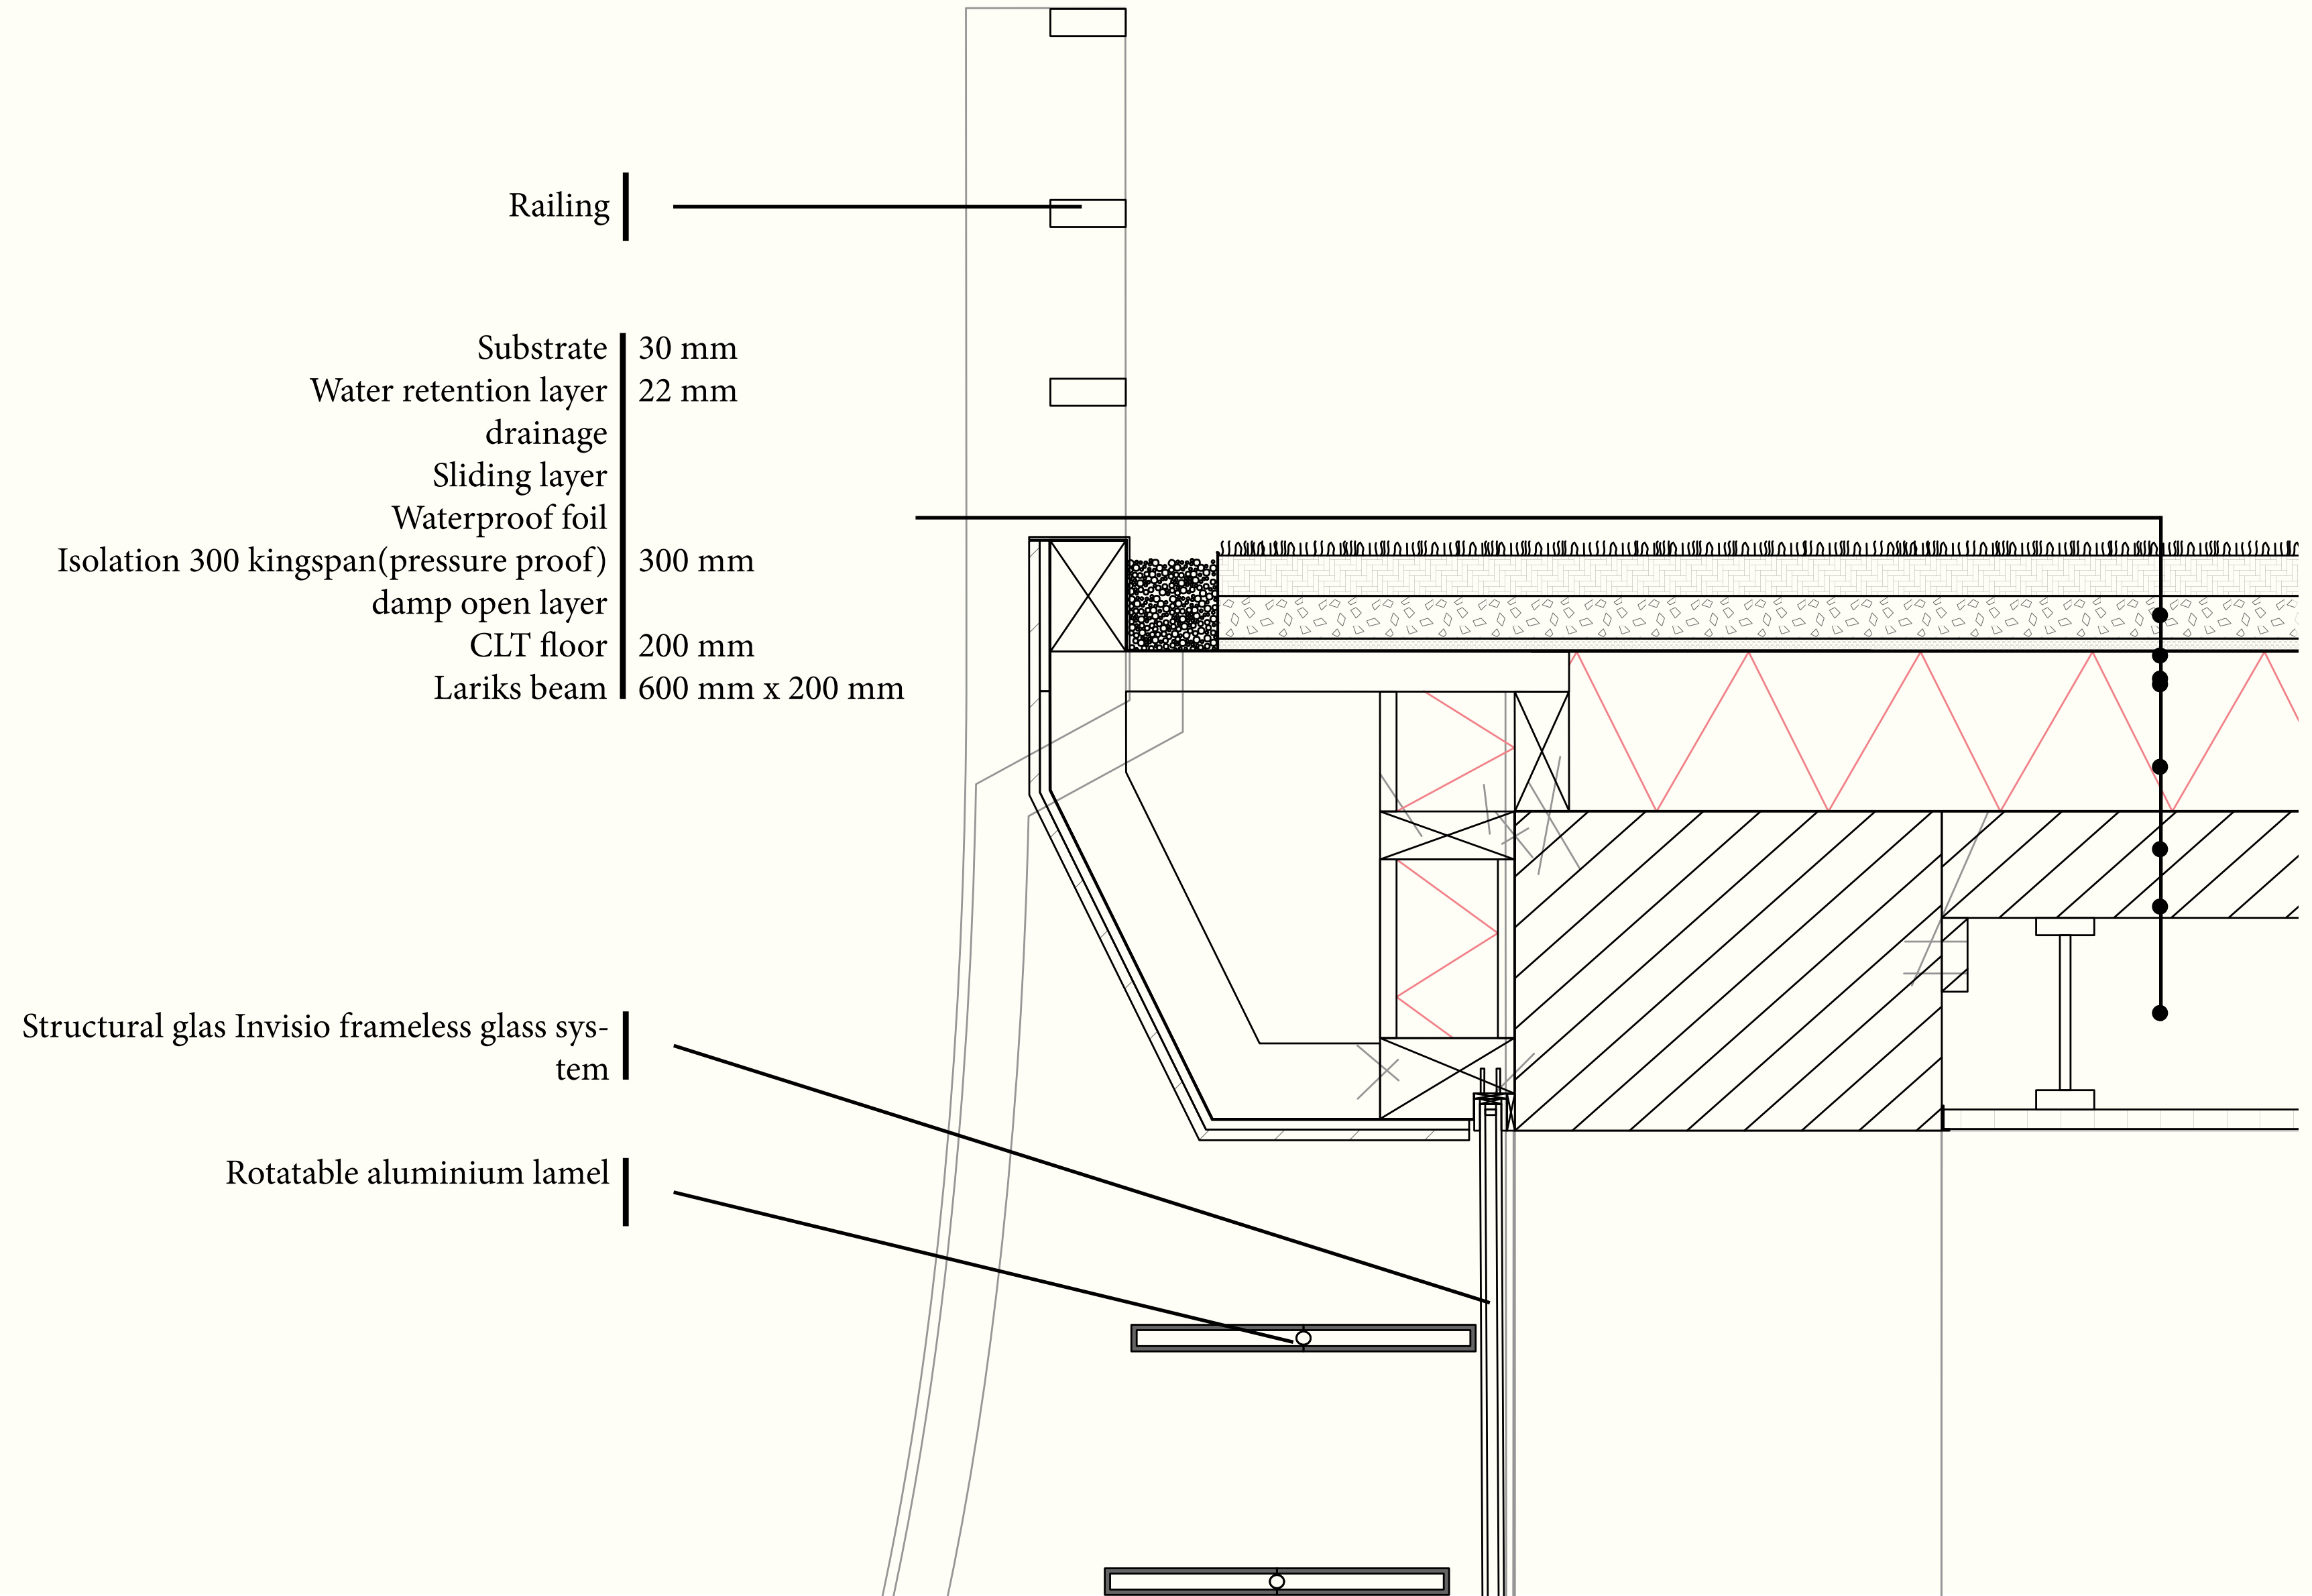 Railing
Substrate 30 mm
Water retention layer 22 mm
drainage
Sliding layer
Waterproof foil
Isolation 300 kingspan(pressure proof) 300 mm
damp open layer
CLT floor 200 mm
Lariks beam 600 mm x 200 mm
Structural glas Invisio frameless glass sys-
tem
Rotatable aluminium lamel